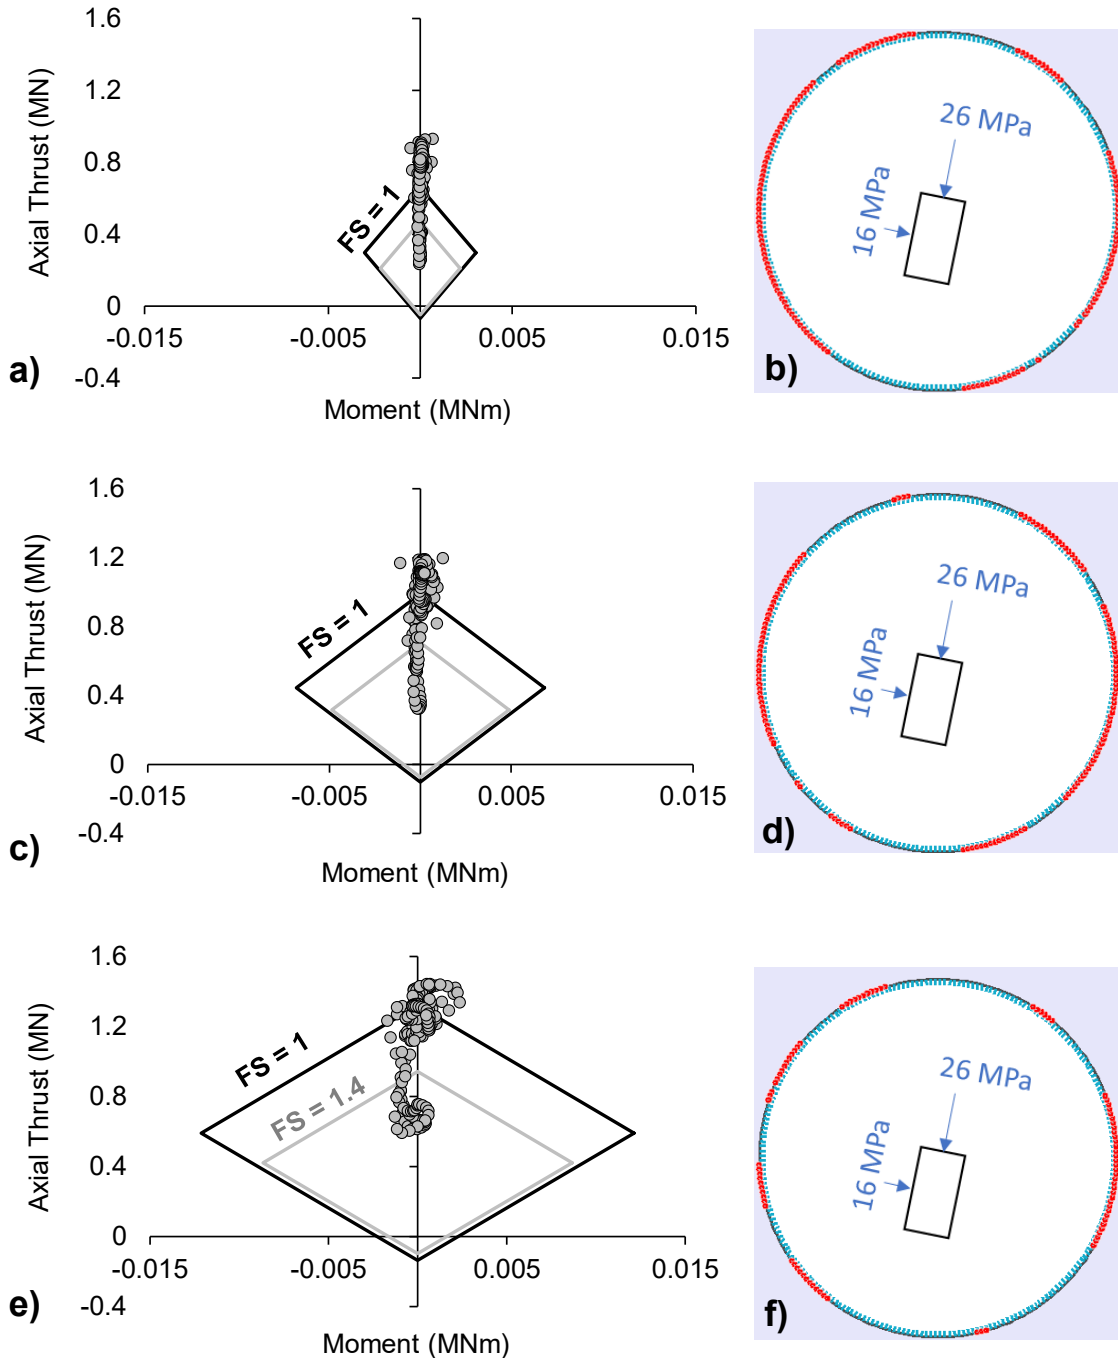 1.6
1.2
0.8
0.4
0
-0.4
Axial Thrust (MN)
FS = 1
-0.015
-0.005
0.005
0.015
Moment (MNm)
a)
26 MPa
16 MPa
b)
1.6
1.2
0.8
0.4
0
-0.4
Axial Thrust (MN)
FS = 1
-0.015
-0.005
0.005
0.015
Moment (MNm)
c)
26 MPa
16 MPa
d)
1.6
1.2
0.8
0.4
0
-0.4
Axial Thrust (MN)
FS = 1
FS = 1.4
-0.015
-0.005
0.005
0.015
Moment (MNm)
e)
26 MPa
16 MPa
f)